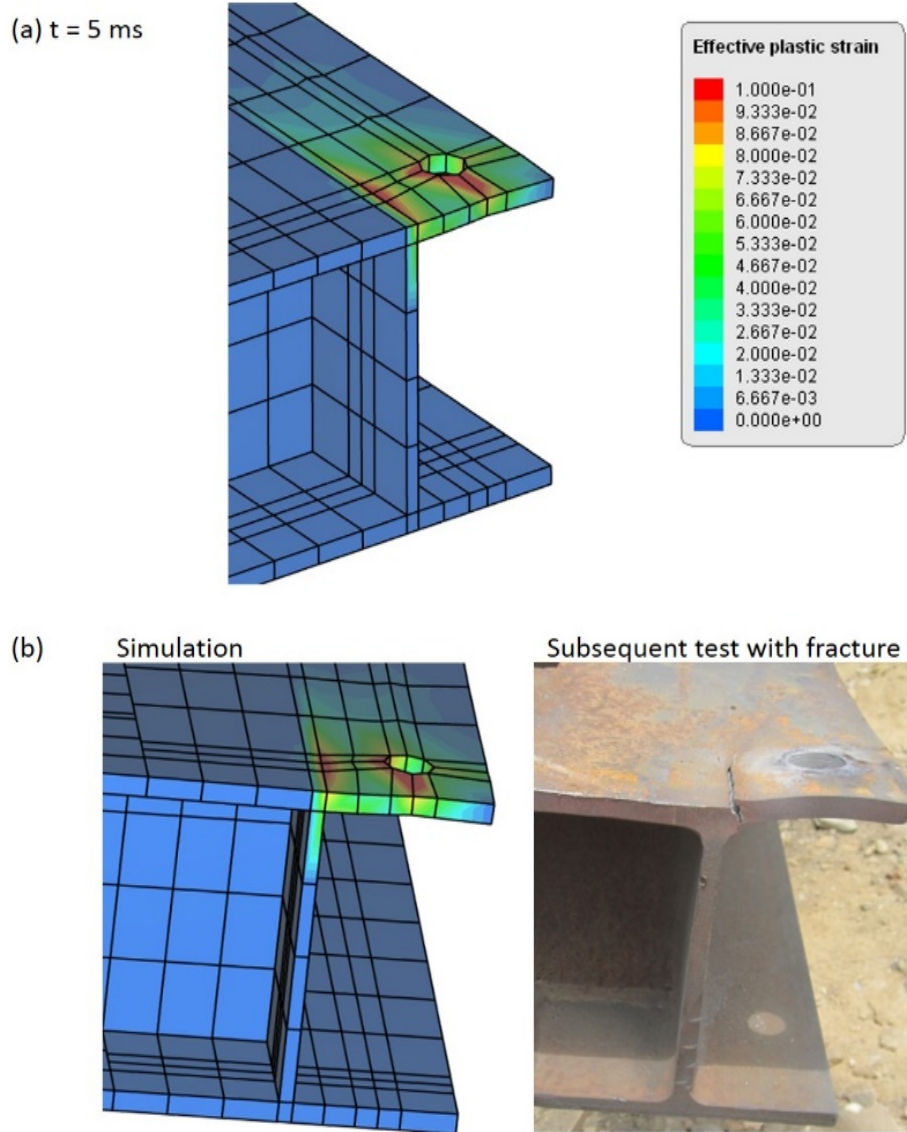 (a) t = 5 ms
Effective plastic strain
1.000e-01
9.333e-02
8.667e-02
8.000e-02
7.333e-02
6.667e-02
6.000e-02
5.333e-02
4.667e-02
4.000e-02
3.333e-02
2.667e-02
2.000e-02
1.333e-02
6.667e-03
0.000e+00
(b) Simulation
Subsequent test with fracture